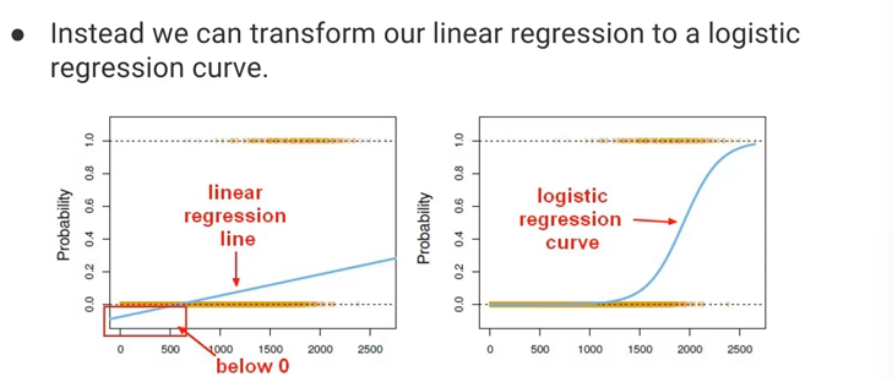 ● Instead we can transform our linear regression to a logistic
regression curve.
Probability
0.0 0.2 0.4 0.6 0.8 1.0
linear
regression
line
0 500 1000 1500 2000 2500
below 0
Probability
0.0 0.2 0.4 0.6 0.8 1.0
logistic
regression
curve
0 500 1000 1500 2000 2500